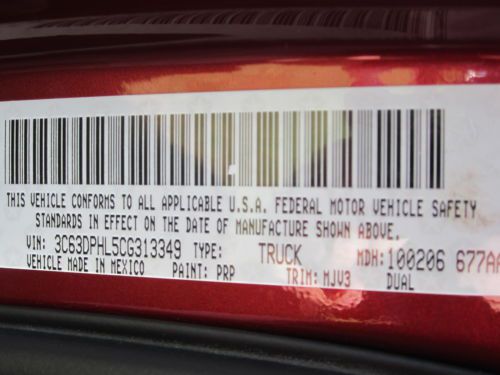 THIS VEHICLE CONFORMS TO ALL APPLICABLE U.S.A. FEDERAL MOTOR VEHICLE SAFETY
STANDARDS IN EFFECT ON THE DATE OF MANUFACTURE SHOWN ABOVE.
VIN: 3C63DPHL5CG313349 TYPE: TRUCK MDH: 100206 677AA
VEHICLE MADE IN MEXICO PAINT: PRP TRIM: MJV3 DUAL